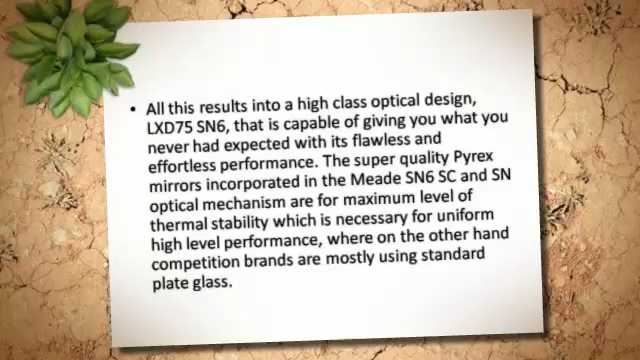 • All this results into a high class optical design,
LXD75 SN6, that is capable of giving you what you
never had expected with its flawless and
effortless performance. The super quality Pyrex
mirrors incorporated in the Meade SN6 SC and SN
optical mechanism are for maximum level of
thermal stability which is necessary for uniform
high level performance, where on the other hand
competition brands are mostly using standard
plate glass.